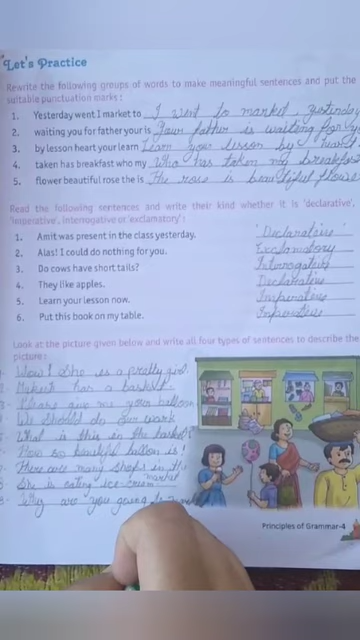 Let's Practice
Rewrite the following groups of words to make meaningful sentences and put the
suitable punctuation marks :
1. Yesterday went I market to I went to market yesterday
2. waiting you for father your is Your father is waiting for you
3. by lesson heart your learn Learn your lesson by heart.
4. taken has breakfast who my Who has taken my breakfast
5. flower beautiful rose the is The rose is beautiful flower
Read the following sentences and write their kind whether it is 'declarative',
'imperative', interrogative or 'exclamatory' :
1. Amit was present in the class yesterday. Declarative
2. Alas! I could do nothing for you. Exclamatory
3. Do cows have short tails? Interrogative
4. They like apples. Declarative
5. Learn your lesson now. Imperative
6. Put this book on my table. Imperative
Look at the picture given below and write all four types of sentences to describe the
picture :
Wow! She is a pretty girl.
Mukesh has a basket.
Please give me your balloon
We should do our work
What is this in the basket?
How so bauliful balloon is!
There are many shops in the
market
She is eating ice-cream.
Why are you going to
Principles of Grammar-4